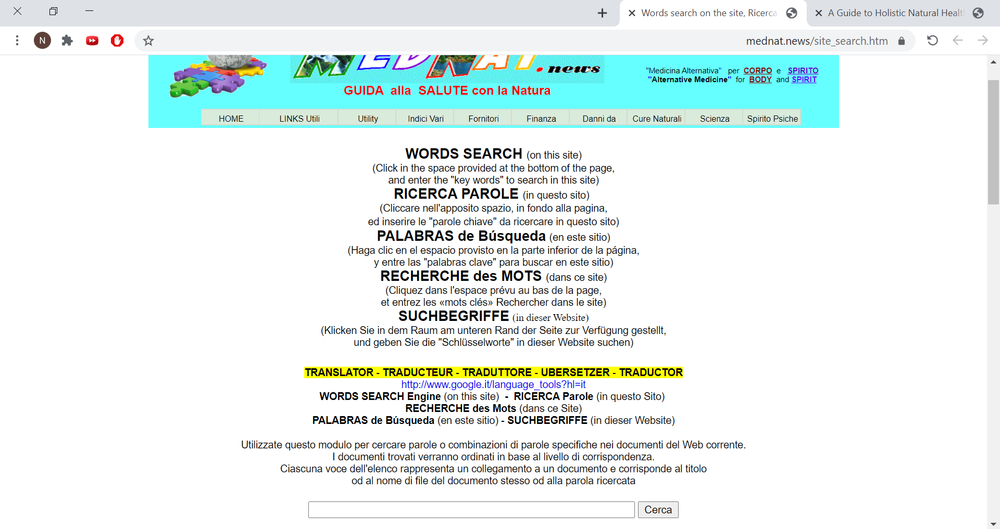 Words search on the site, Ricerca
A Guide to Holistic Natural Healt
N
mednat.news/site_search.htm
MEDNAT.news
GUIDA alla SALUTE con la Natura
"Medicina Alternativa" per CORPO e SPIRITO
"Alternative Medicine" for BODY and SPIRIT
HOME LINKS Utili Utility Indici Vari Fornitori Finanza Danni da Cure Naturali Scienza Spirito Psiche
WORDS SEARCH (on this site)
(Click in the space provided at the bottom of the page,
and enter the "key words" to search in this site)
RICERCA PAROLE (in questo sito)
(Cliccare nell'apposito spazio, in fondo alla pagina,
ed inserire le "parole chiave" da ricercare in questo sito)
PALABRAS de Búsqueda (en este sitio)
(Haga clic en el espacio provisto en la parte inferior de la página,
y entre las "palabras clave" para buscar en este sitio)
RECHERCHE des MOTS (dans ce site)
(Cliquez dans l'espace prévu au bas de la page,
et entrez les «mots clés» Rechercher dans le site)
SUCHBEGRIFFE (in dieser Website)
(Klicken Sie in dem Raum am unteren Rand der Seite zur Verfügung gestellt,
und geben Sie die "Schlüsselworte" in dieser Website suchen)
TRANSLATOR - TRADUCTEUR - TRADUTTORE - UBERSETZER - TRADUCTOR
http://www.google.it/language_tools?hl=it
WORDS SEARCH Engine (on this site) - RICERCA Parole (in questo Sito)
RECHERCHE des Mots (dans ce Site)
PALABRAS de Búsqueda (en este sitio) - SUCHBEGRIFFE (in dieser Website)
Utilizzate questo modulo per cercare parole o combinazioni di parole specifiche nei documenti del Web corrente.
I documenti trovati verranno ordinati in base al livello di corrispondenza.
Ciascuna voce dell'elenco rappresenta un collegamento a un documento e corrisponde al titolo
od al nome di file del documento stesso od alla parola ricercata
Cerca